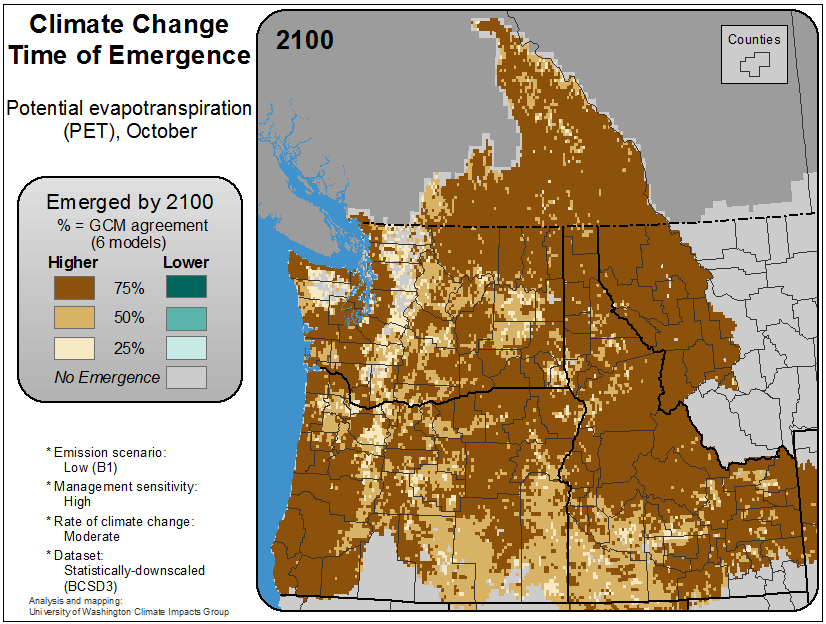 Climate Change
Time of Emergence
Potential evapotranspiration
(PET), October
Emerged by 2100
% = GCM agreement
(6 models)
Higher Lower
75%
50%
25%
No Emergence
* Emission scenario:
Low (B1)
* Management sensitivity:
High
* Rate of climate change:
Moderate
* Dataset:
Statistically-downscaled
(BCSD3)
Analysis and mapping:
University of Washington Climate Impacts Group
2100
Counties